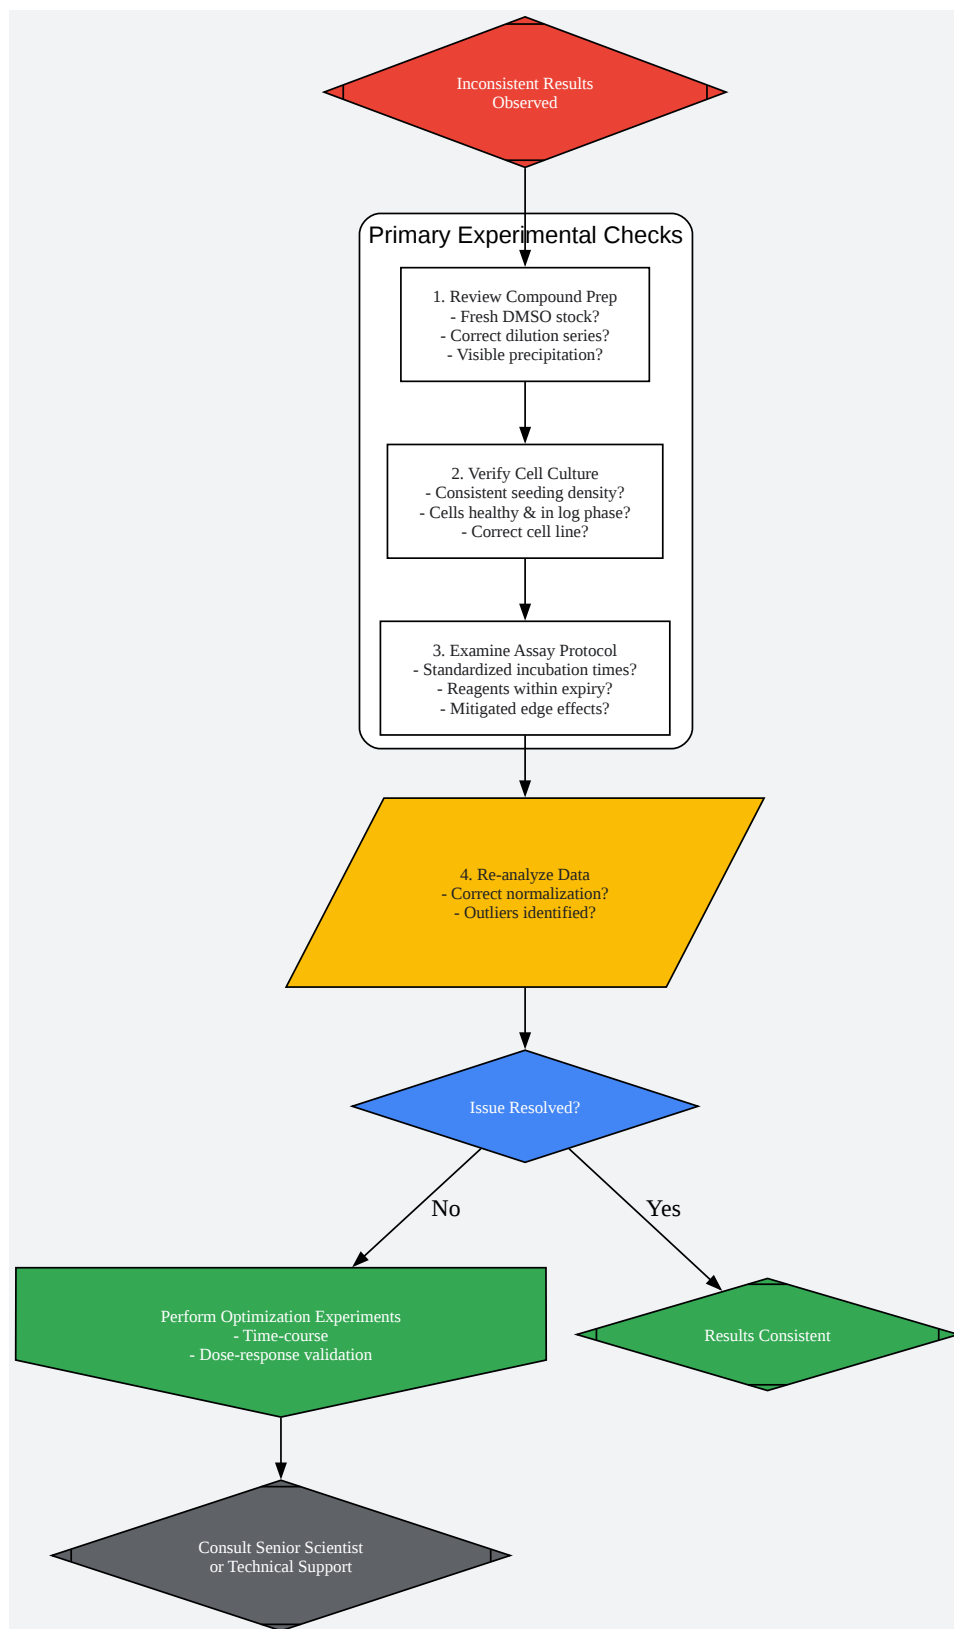 Inconsistent Results
Observed
Primary Experimental Checks
1. Review Compound Prep
- Fresh DMSO stock?
- Correct dilution series?
- Visible precipitation?
2. Verify Cell Culture
- Consistent seeding density?
- Cells healthy & in log phase?
- Correct cell line?
3. Examine Assay Protocol
- Standardized incubation times?
- Reagents within expiry?
- Mitigated edge effects?
4. Re-analyze Data
- Correct normalization?
- Outliers identified?
Issue Resolved?
No
Yes
Perform Optimization Experiments
- Time-course
- Dose-response validation
Results Consistent
Consult Senior Scientist
or Technical Support